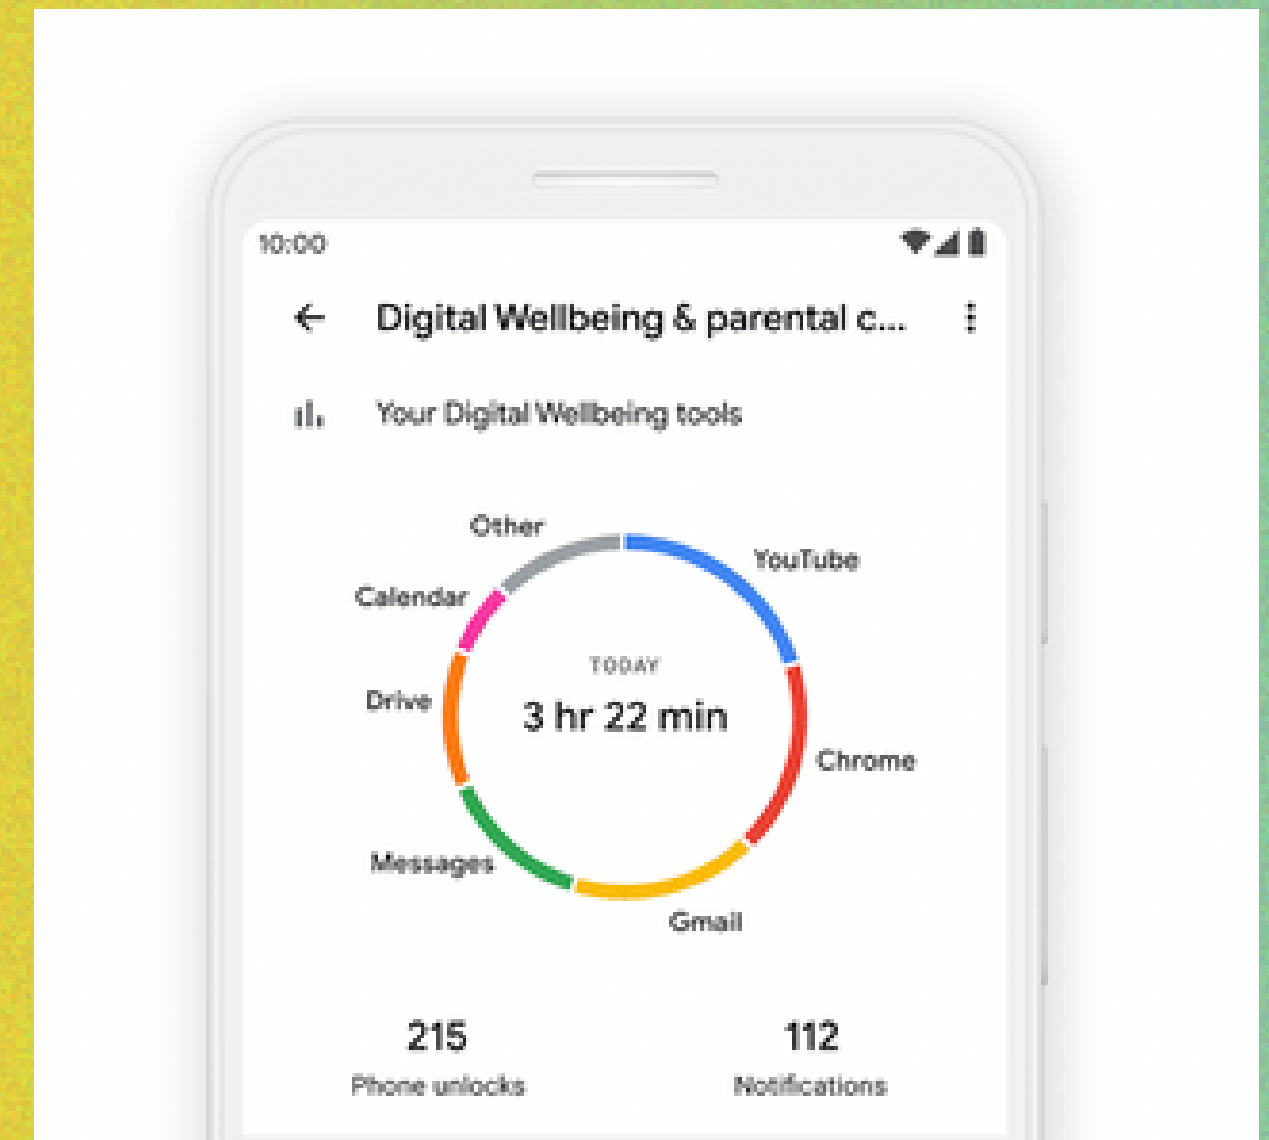 10:00
Digital Wellbeing & parental c...
Your Digital Wellbeing tools
Other
YouTube
Calendar
TODAY
Drive
3 hr 22 min
Chrome
Messages
Gmail
215
112
Phone unlocks
Notifications